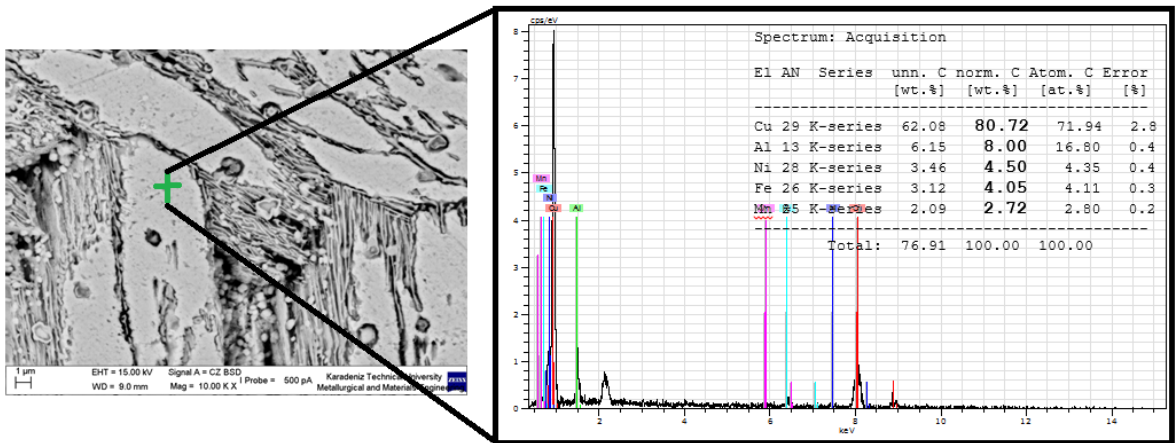 1 µm
EHT = 15.00 kV
WD = 9.0 mm
Signal A = CZ BSD
Mag = 10.00 K X
I Probe = 500 pA
Karadeniz Technical University
Metallurgical and Materials Engineering
ZEISS
cps/eV
Spectrum: Acquisition
El AN Series unn. C norm. C Atom. C Error
[wt.%] [wt.%] [at.%] [%]
Cu 29 K-series 62.08 80.72 71.94 2.8
Al 13 K-series 6.15 8.00 16.80 0.4
Ni 28 K-series 3.46 4.50 4.35 0.4
Fe 26 K-series 3.12 4.05 4.11 0.3
Mn 25 K-series 2.09 2.72 2.80 0.2
Total: 76.91 100.00 100.00
8
7
6
5
4
3
2
1
0
Mn
Fe
Ni
Cu
Al
2
4
6
8
10
12
14
keV